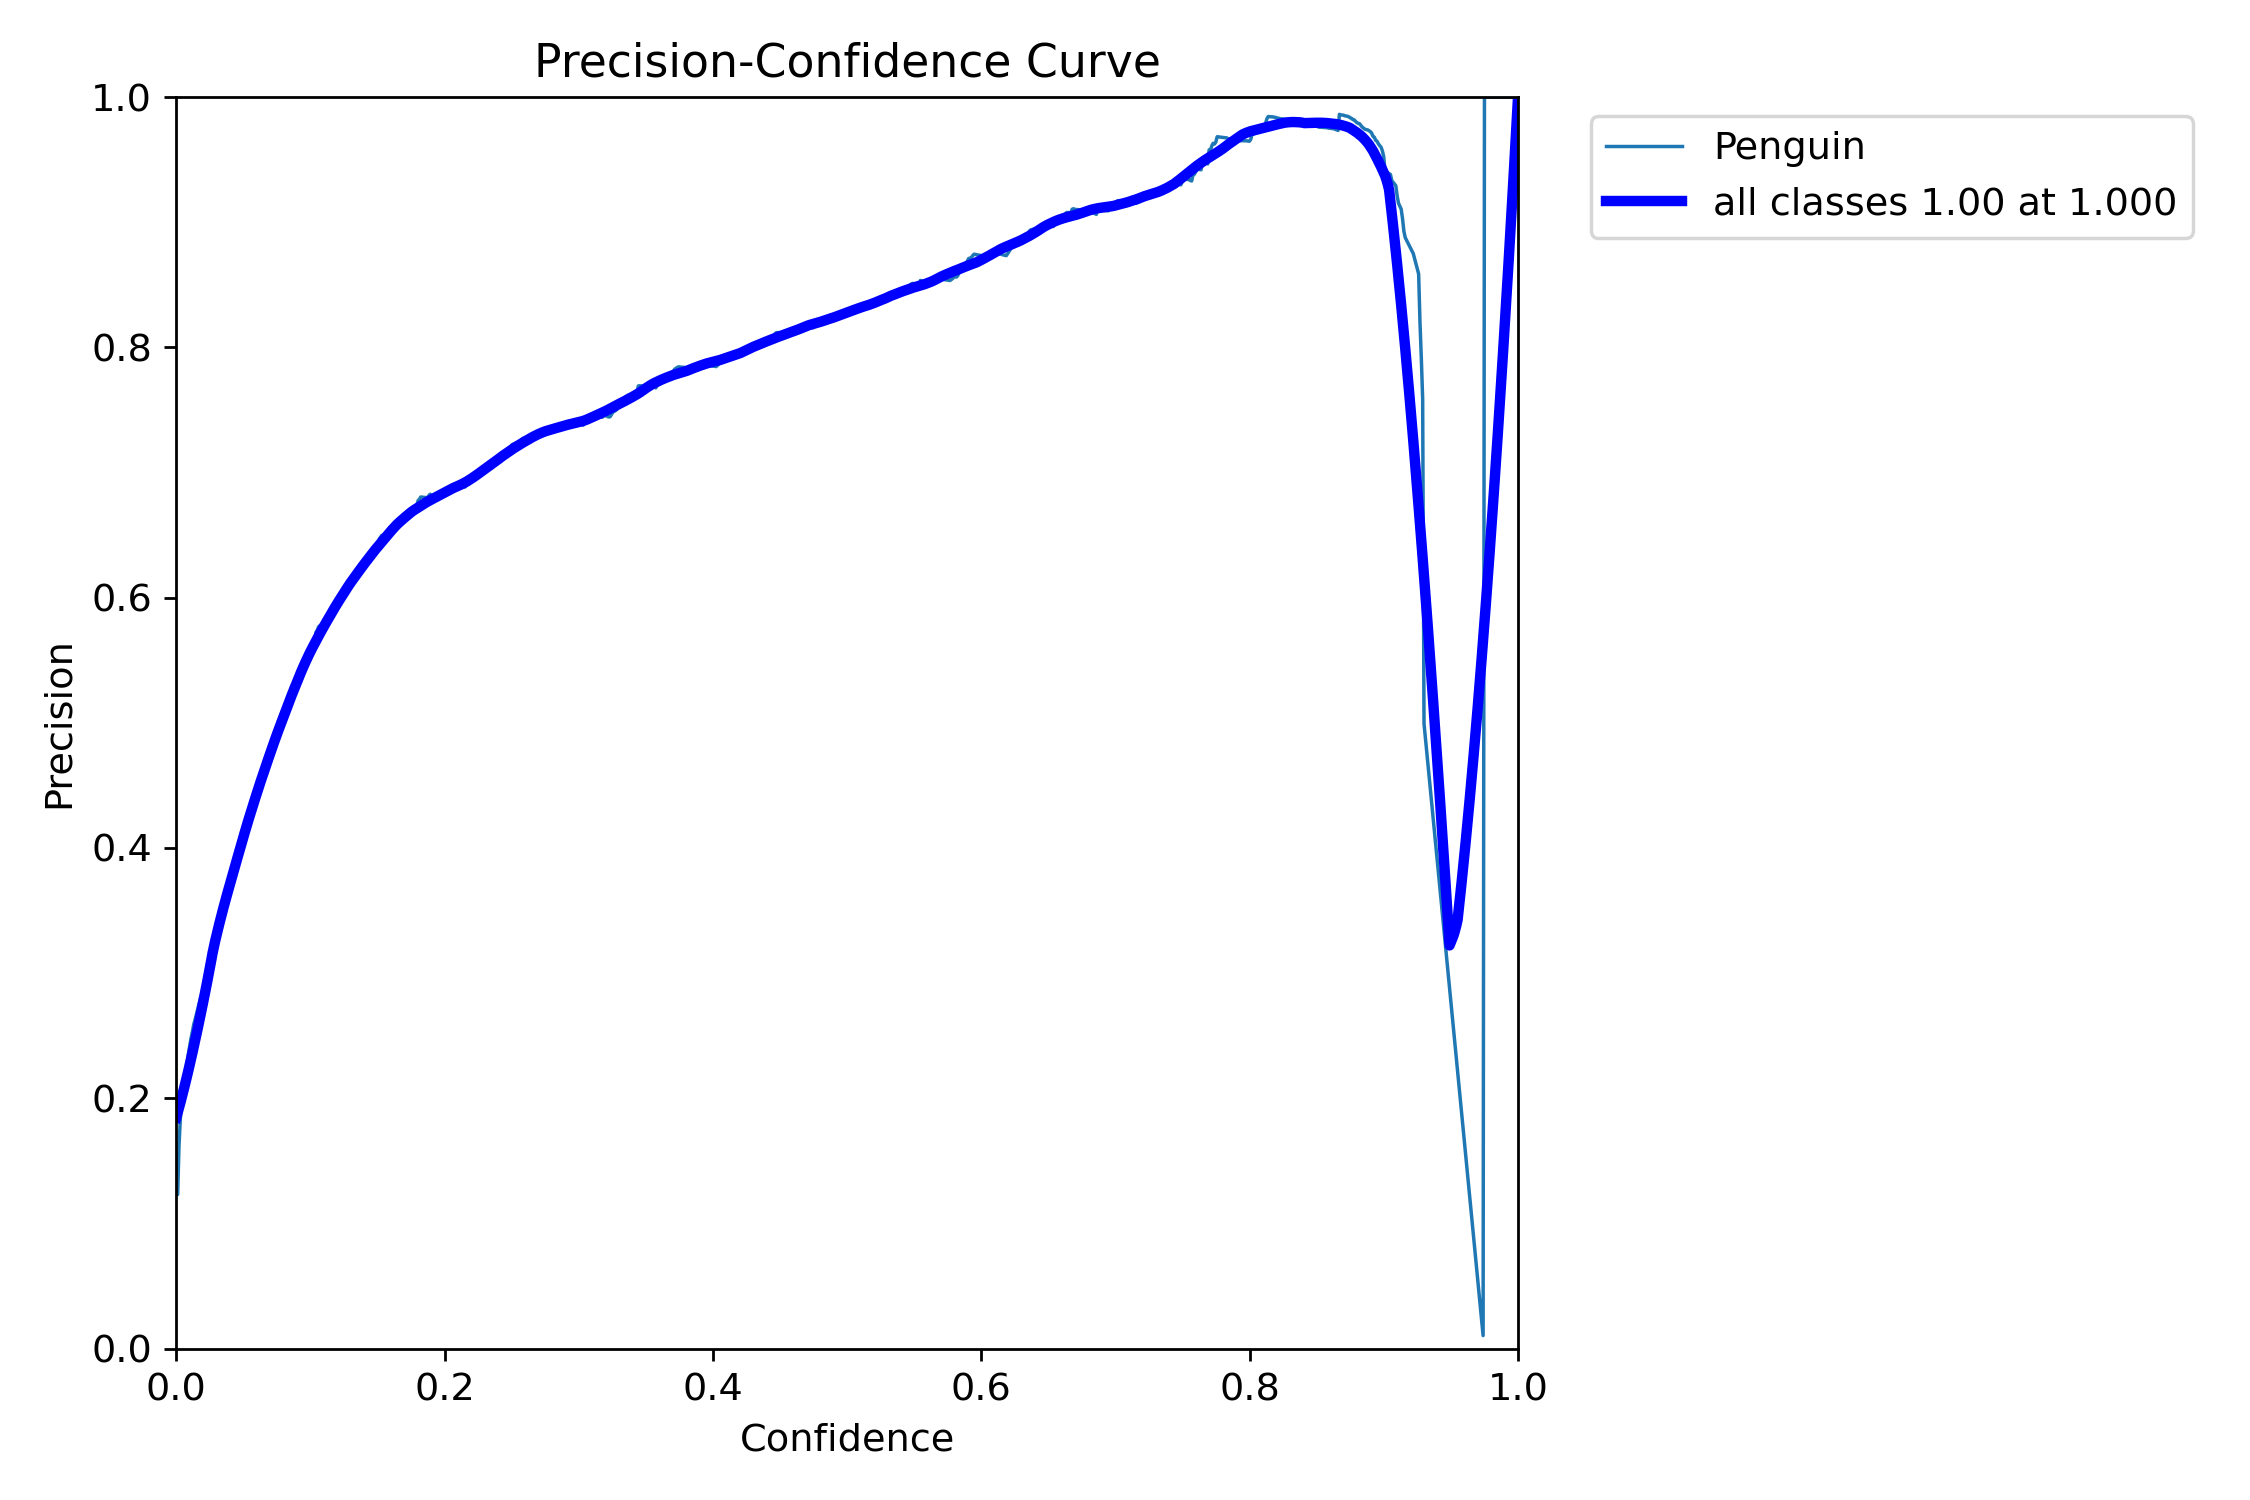 Precision-Confidence Curve
Penguin
all classes 1.00 at 1.000
Precision
1.0
0.8
0.6
0.4
0.2
0.0
0.0 0.2 0.4 0.6 0.8 1.0
Confidence